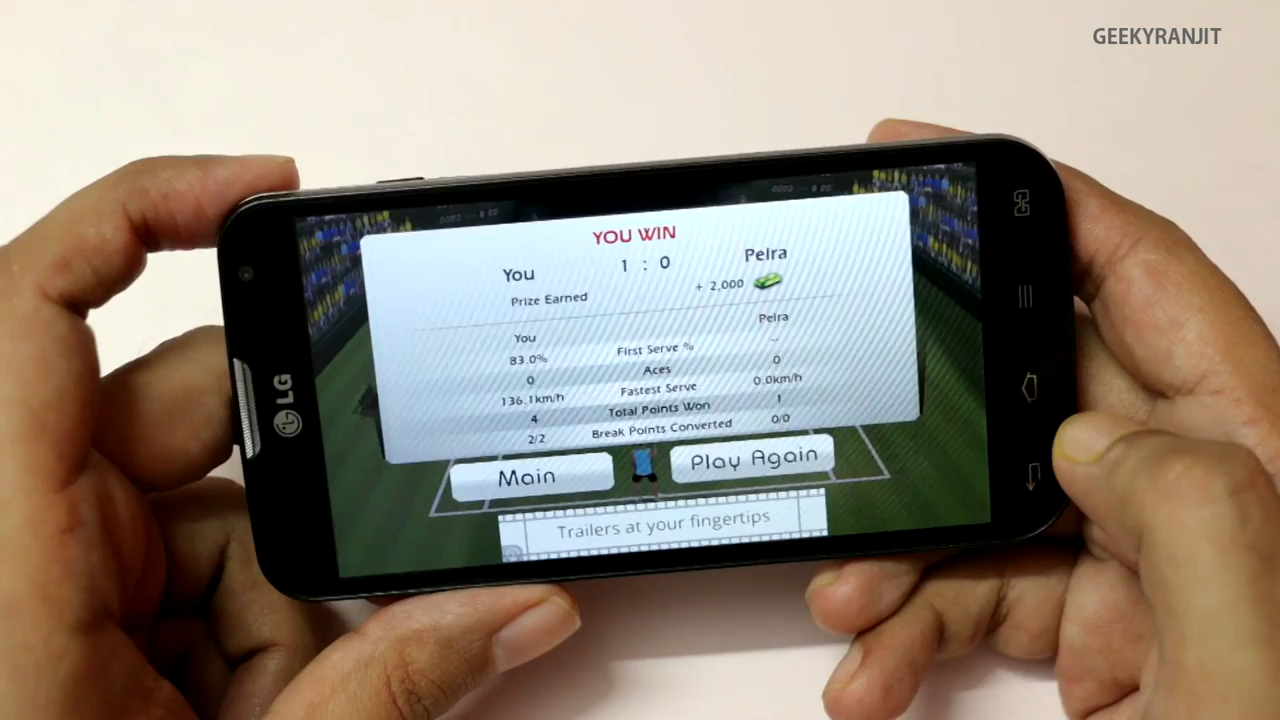 GEEKYRANJIT
YOU WIN
You 1 : 0 Peira
Prize Earned + 2,000
You Peira
83.0% First Serve % --
0 Aces 0
136.1km/h Fastest Serve 0.0km/h
4 Total Points Won 1
2/2 Break Points Converted 0/0
Main Play Again
Trailers at your fingertips
LG